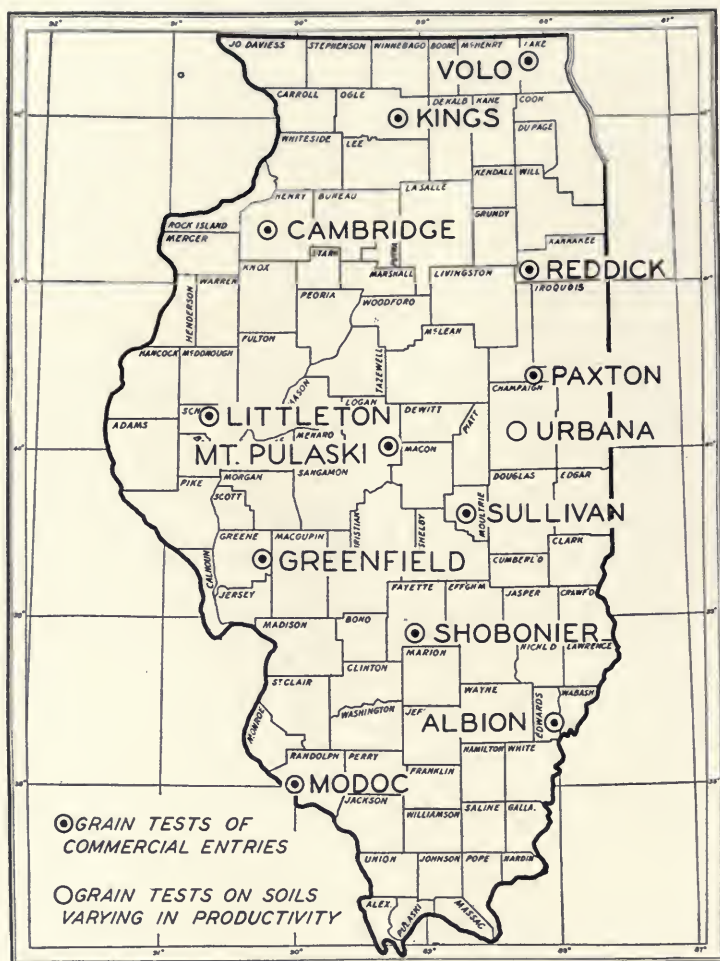 JO DAVIESS STEPHENSON WINNEBAGO BOONE McHENRY LAKE
VOLO
CARROLL OGLE DEKALB KANE COOK
KINGS
DUPAGE
WHITESIDE LEE
KENDALL WILL
HENRY BUREAU LASALLE
GRUNDY
ROCK ISLAND
CAMBRIDGE
MERCER
KANKAKEE
STARK
KNOX MARSHALL LIVINGSTON
REDDICK
WARREN
IROQUOIS
PEORIA
WOODFORD
HENDERSON
McLEAN
FULTON
HANCOCK McDONOUGH
TAZEWELL
PAXTON
CHAMPAIGN
MASON
LOGAN
DEWITT
SCH
LITTLETON
PIATT
ADAMS
URBANA
MENARD
MT. PULASKI
MACON
PIKE
MORGAN
SANGAMON
DOUGLAS EDGAR
SCOTT
MOULTRIE
SULLIVAN
RISTIAN
SHELBY
GREENE MACOUPIN
CLARK
CALHOUN
GREENFIELD
CUMBERL'D
JERSEY
FAYETTE EFFGHM JASPER CRAWF'D
MADISON
BOND
SHOBONIER
MARION
RICHL'D LAWRENCE
CLINTON
ST.CLAIR
WAYNE
WABASH
WASHINGTON
JEF'
ALBION
EDWARDS
MONROE
HAMILTON WHITE
RANDOLPH PERRY
FRANKLIN
MODOC
JACKSON
WILLIAMSON
SALINE GALLA.
GRAIN TESTS OF
COMMERCIAL ENTRIES
UNION JOHNSON POPE HARDIN
GRAIN TESTS ON SOILS
VARYING IN PRODUCTIVITY
ALEX.
PULASKI
MASSAC